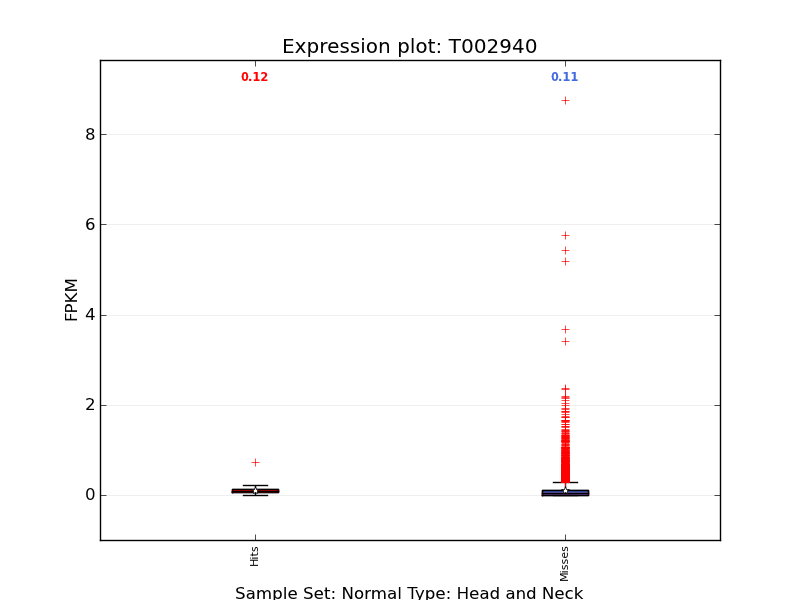 Expression plot: T002940
0.12
0.11
8
6
4
2
0
FPKM
Hits
Misses
Sample Set: Normal Type: Head and Neck